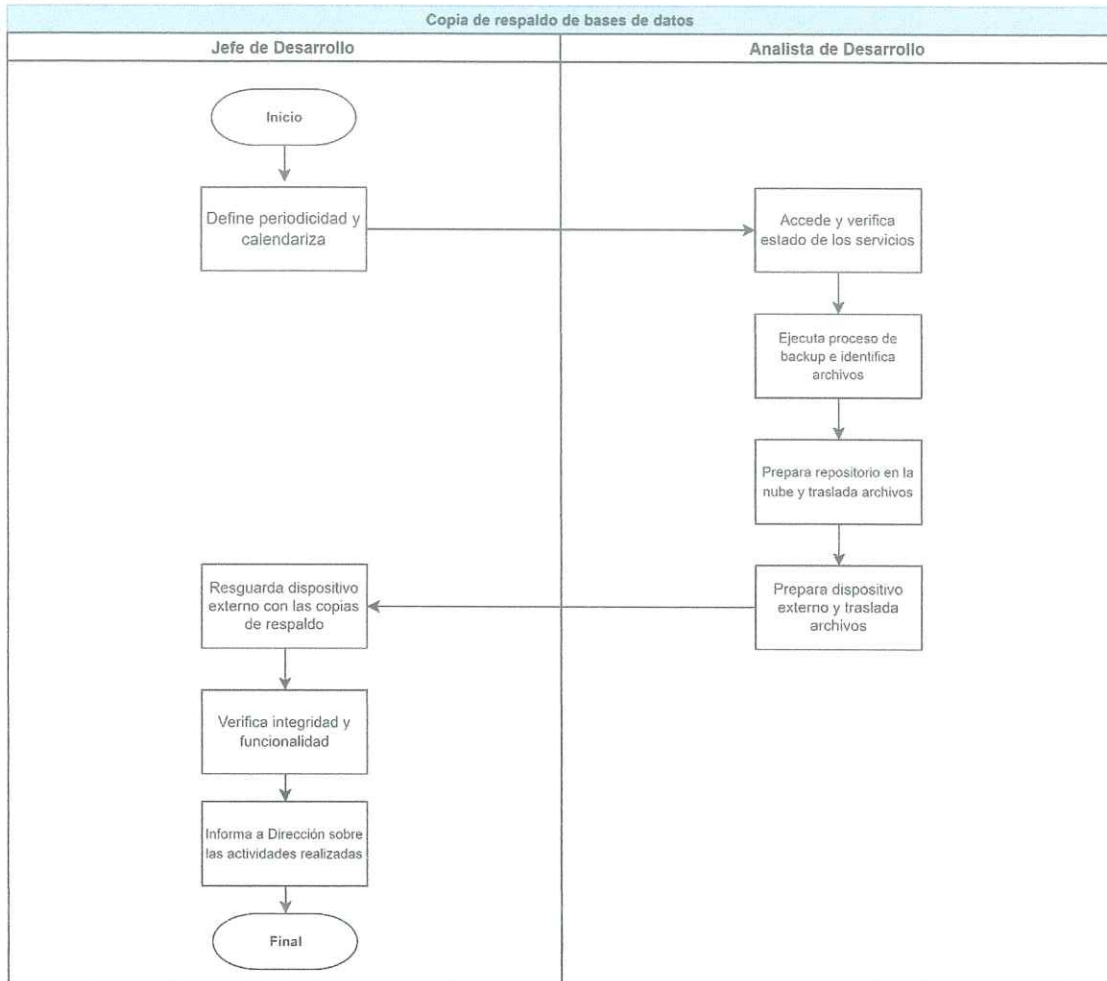 Copia de respaldo de bases de datos
Jefe de Desarrollo
Analista de Desarrollo
Inicio
Define periodicidad y
calendariza
Accede y verifica
estado de los servicios
Ejecuta proceso de
backup e identifica
archivos
Prepara repositorio en la
nube y traslada archivos
Prepara dispositivo
externo y traslada
archivos
Resguarda dispositivo
externo con las copias
de respaldo
Verifica integridad y
funcionalidad
Informa a Dirección sobre
las actividades realizadas
Final